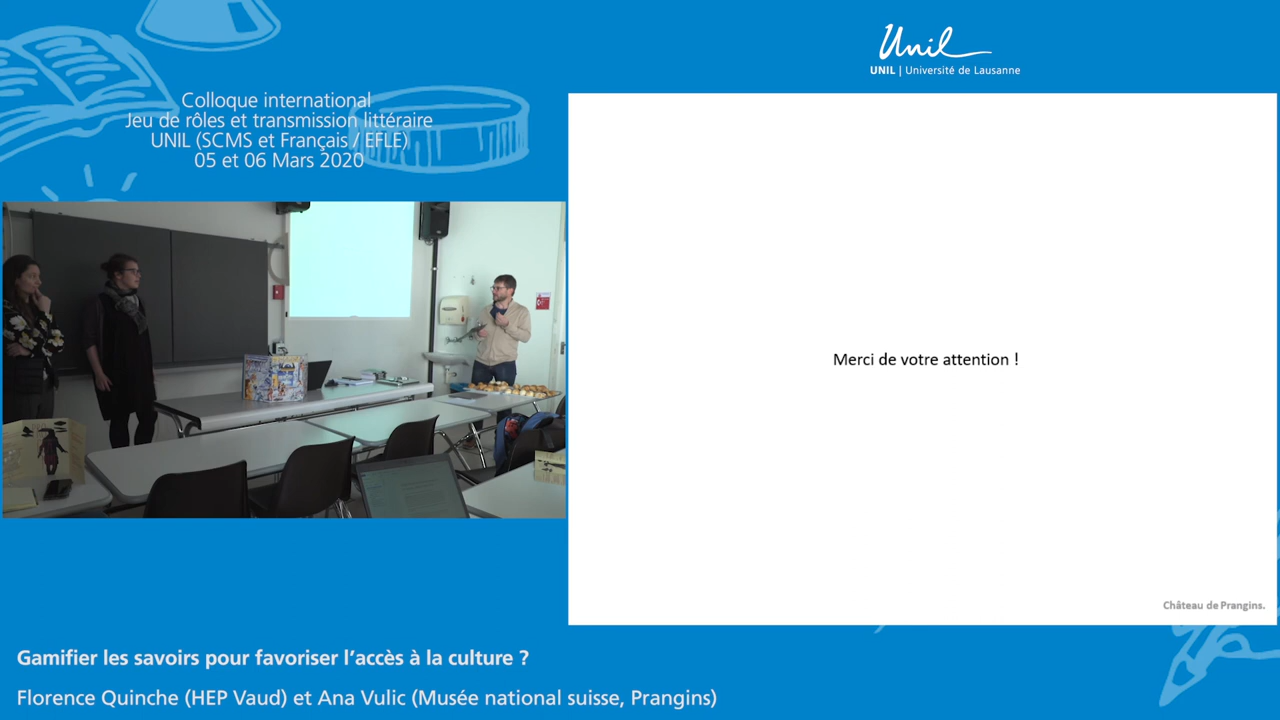 Unil
UNIL | Université de Lausanne
Colloque international
Jeu de rôles et transmission littéraire
UNIL (SCMS et Français / EFLE)
05 et 06 Mars 2020
Merci de votre attention !
Château de Prangins.
Gamifier les savoirs pour favoriser l’accès à la culture ?
Florence Quinche (HEP Vaud) et Ana Vulic (Musée national suisse, Prangins)